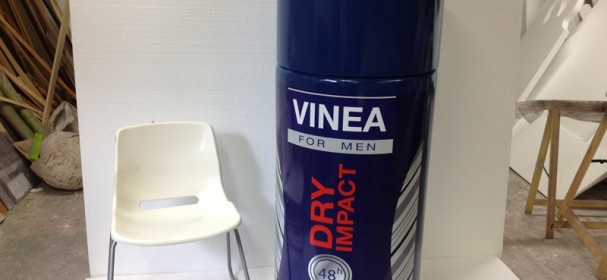 VINEA
FOR MEN
DRY
IMPACT
48h